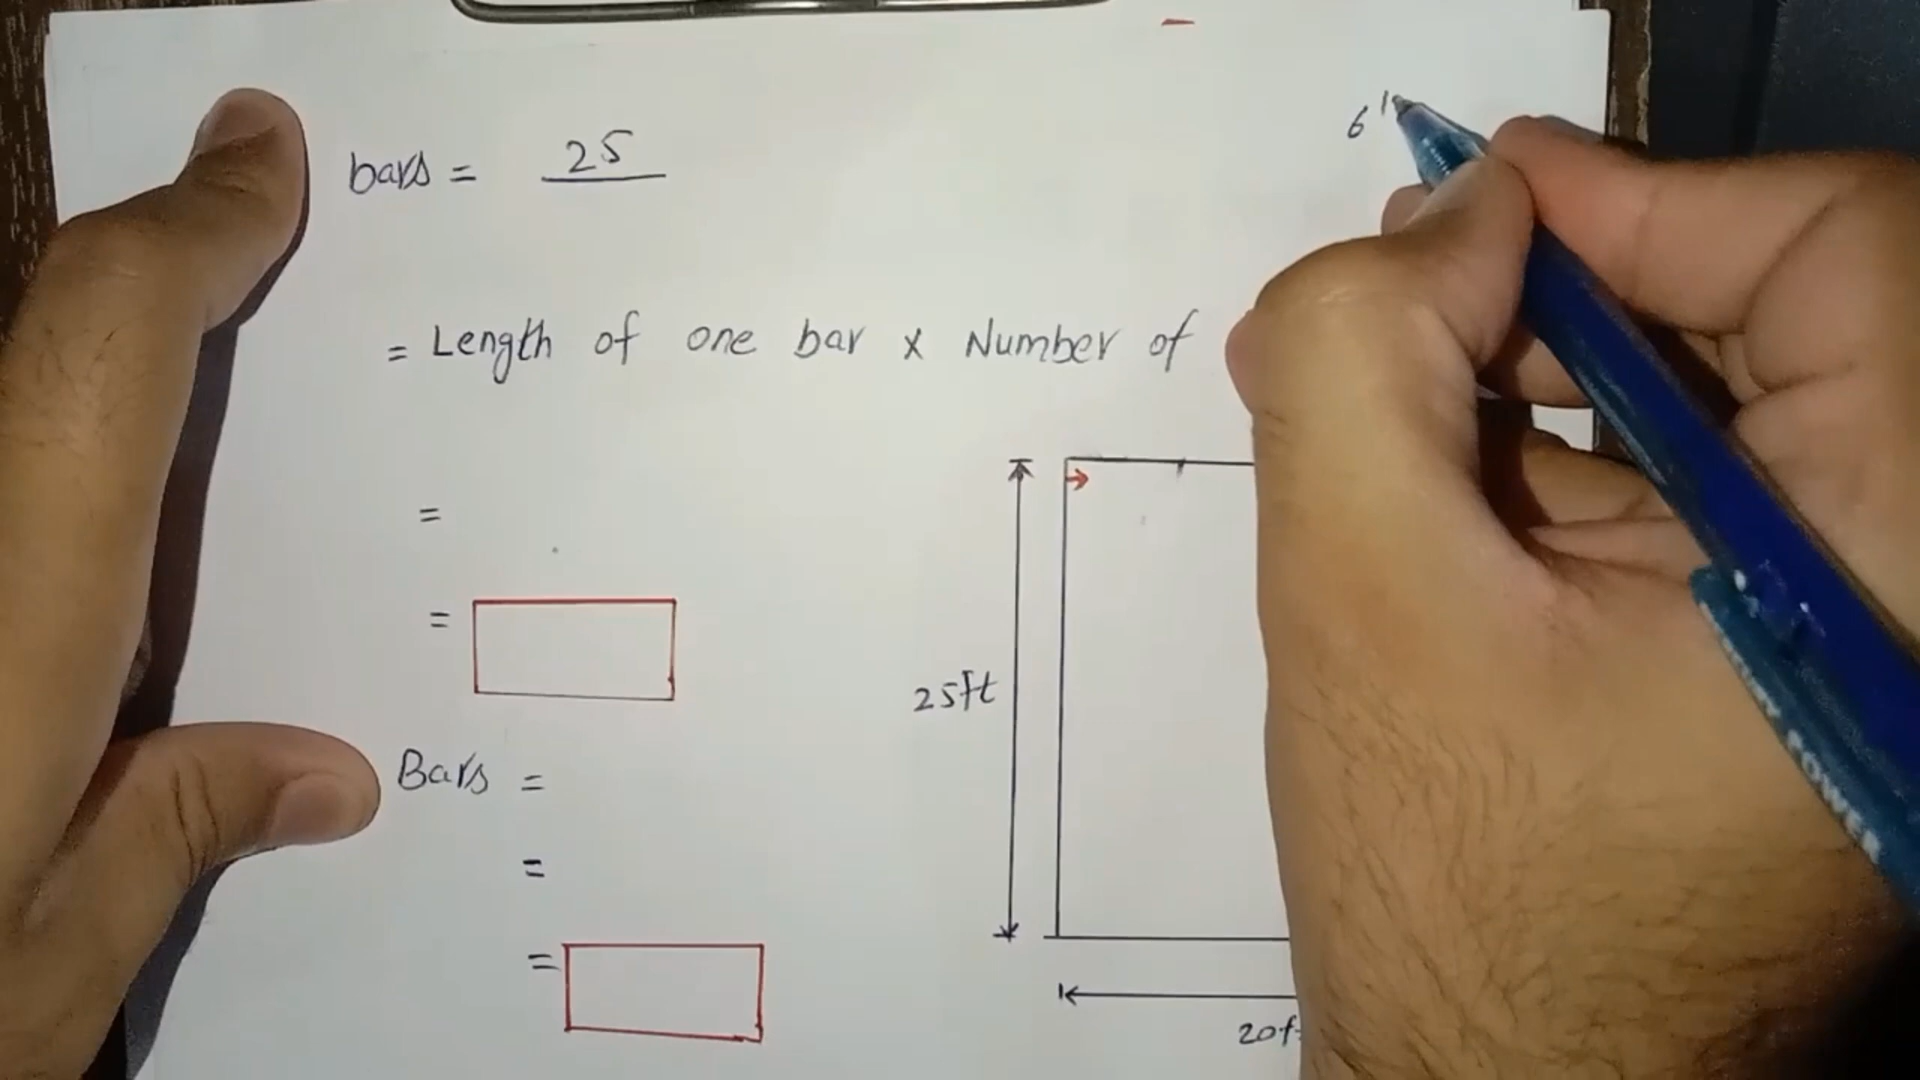 6 "
bars = 25
= Length of one bar x Number of
=
=
25ft
Bars =
=
=
20f